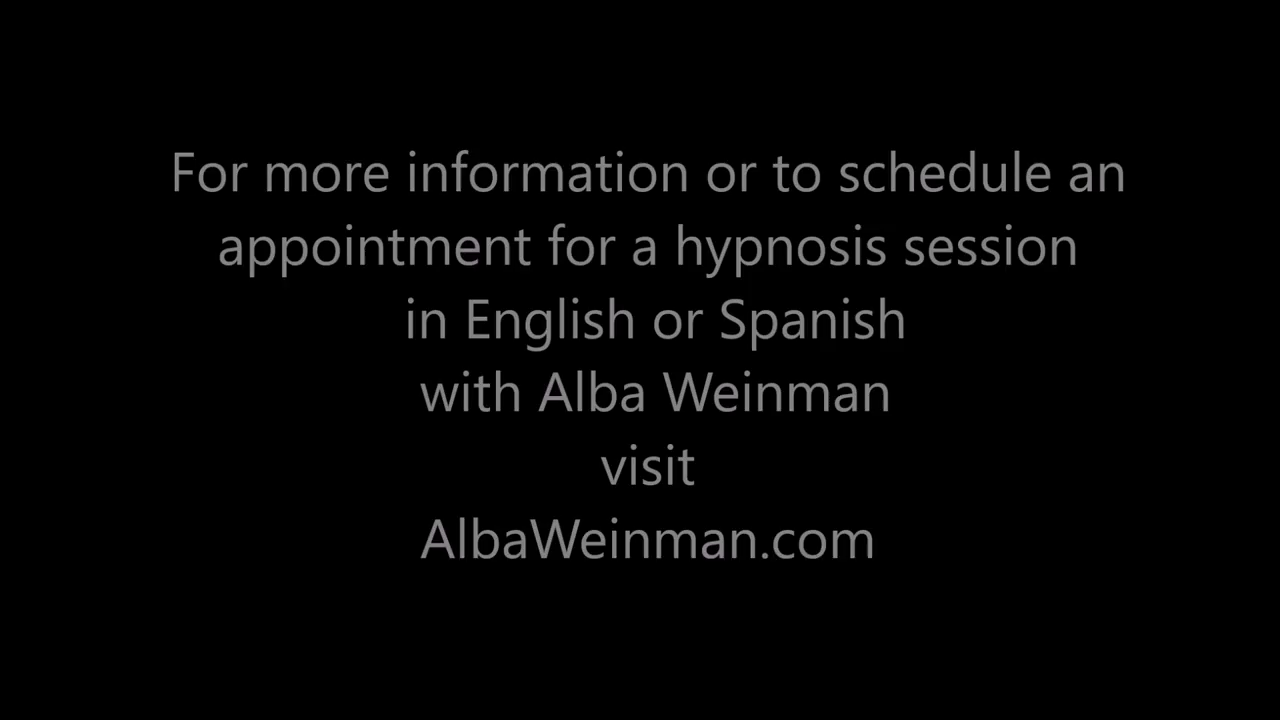 For more information or to schedule an
appointment for a hypnosis session
in English or Spanish
with Alba Weinman
visit
AlbaWeinman.com